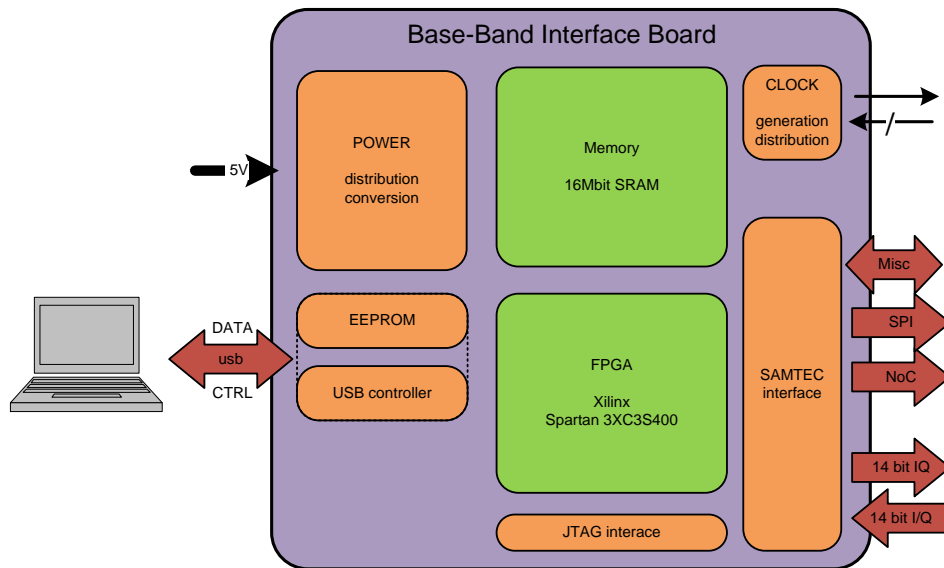 Base-Band Interface Board
POWER
distribution
conversion
Memory
16Mbit SRAM
CLOCK
generation
distribution
5V
EEPROM
USB controller
DATA
usb
CTRL
FPGA
Xilinx
Spartan 3XC3S400
SAMTEC
interface
Misc
SPI
NoC
14 bit IQ
14 bit I/Q
JTAG interace